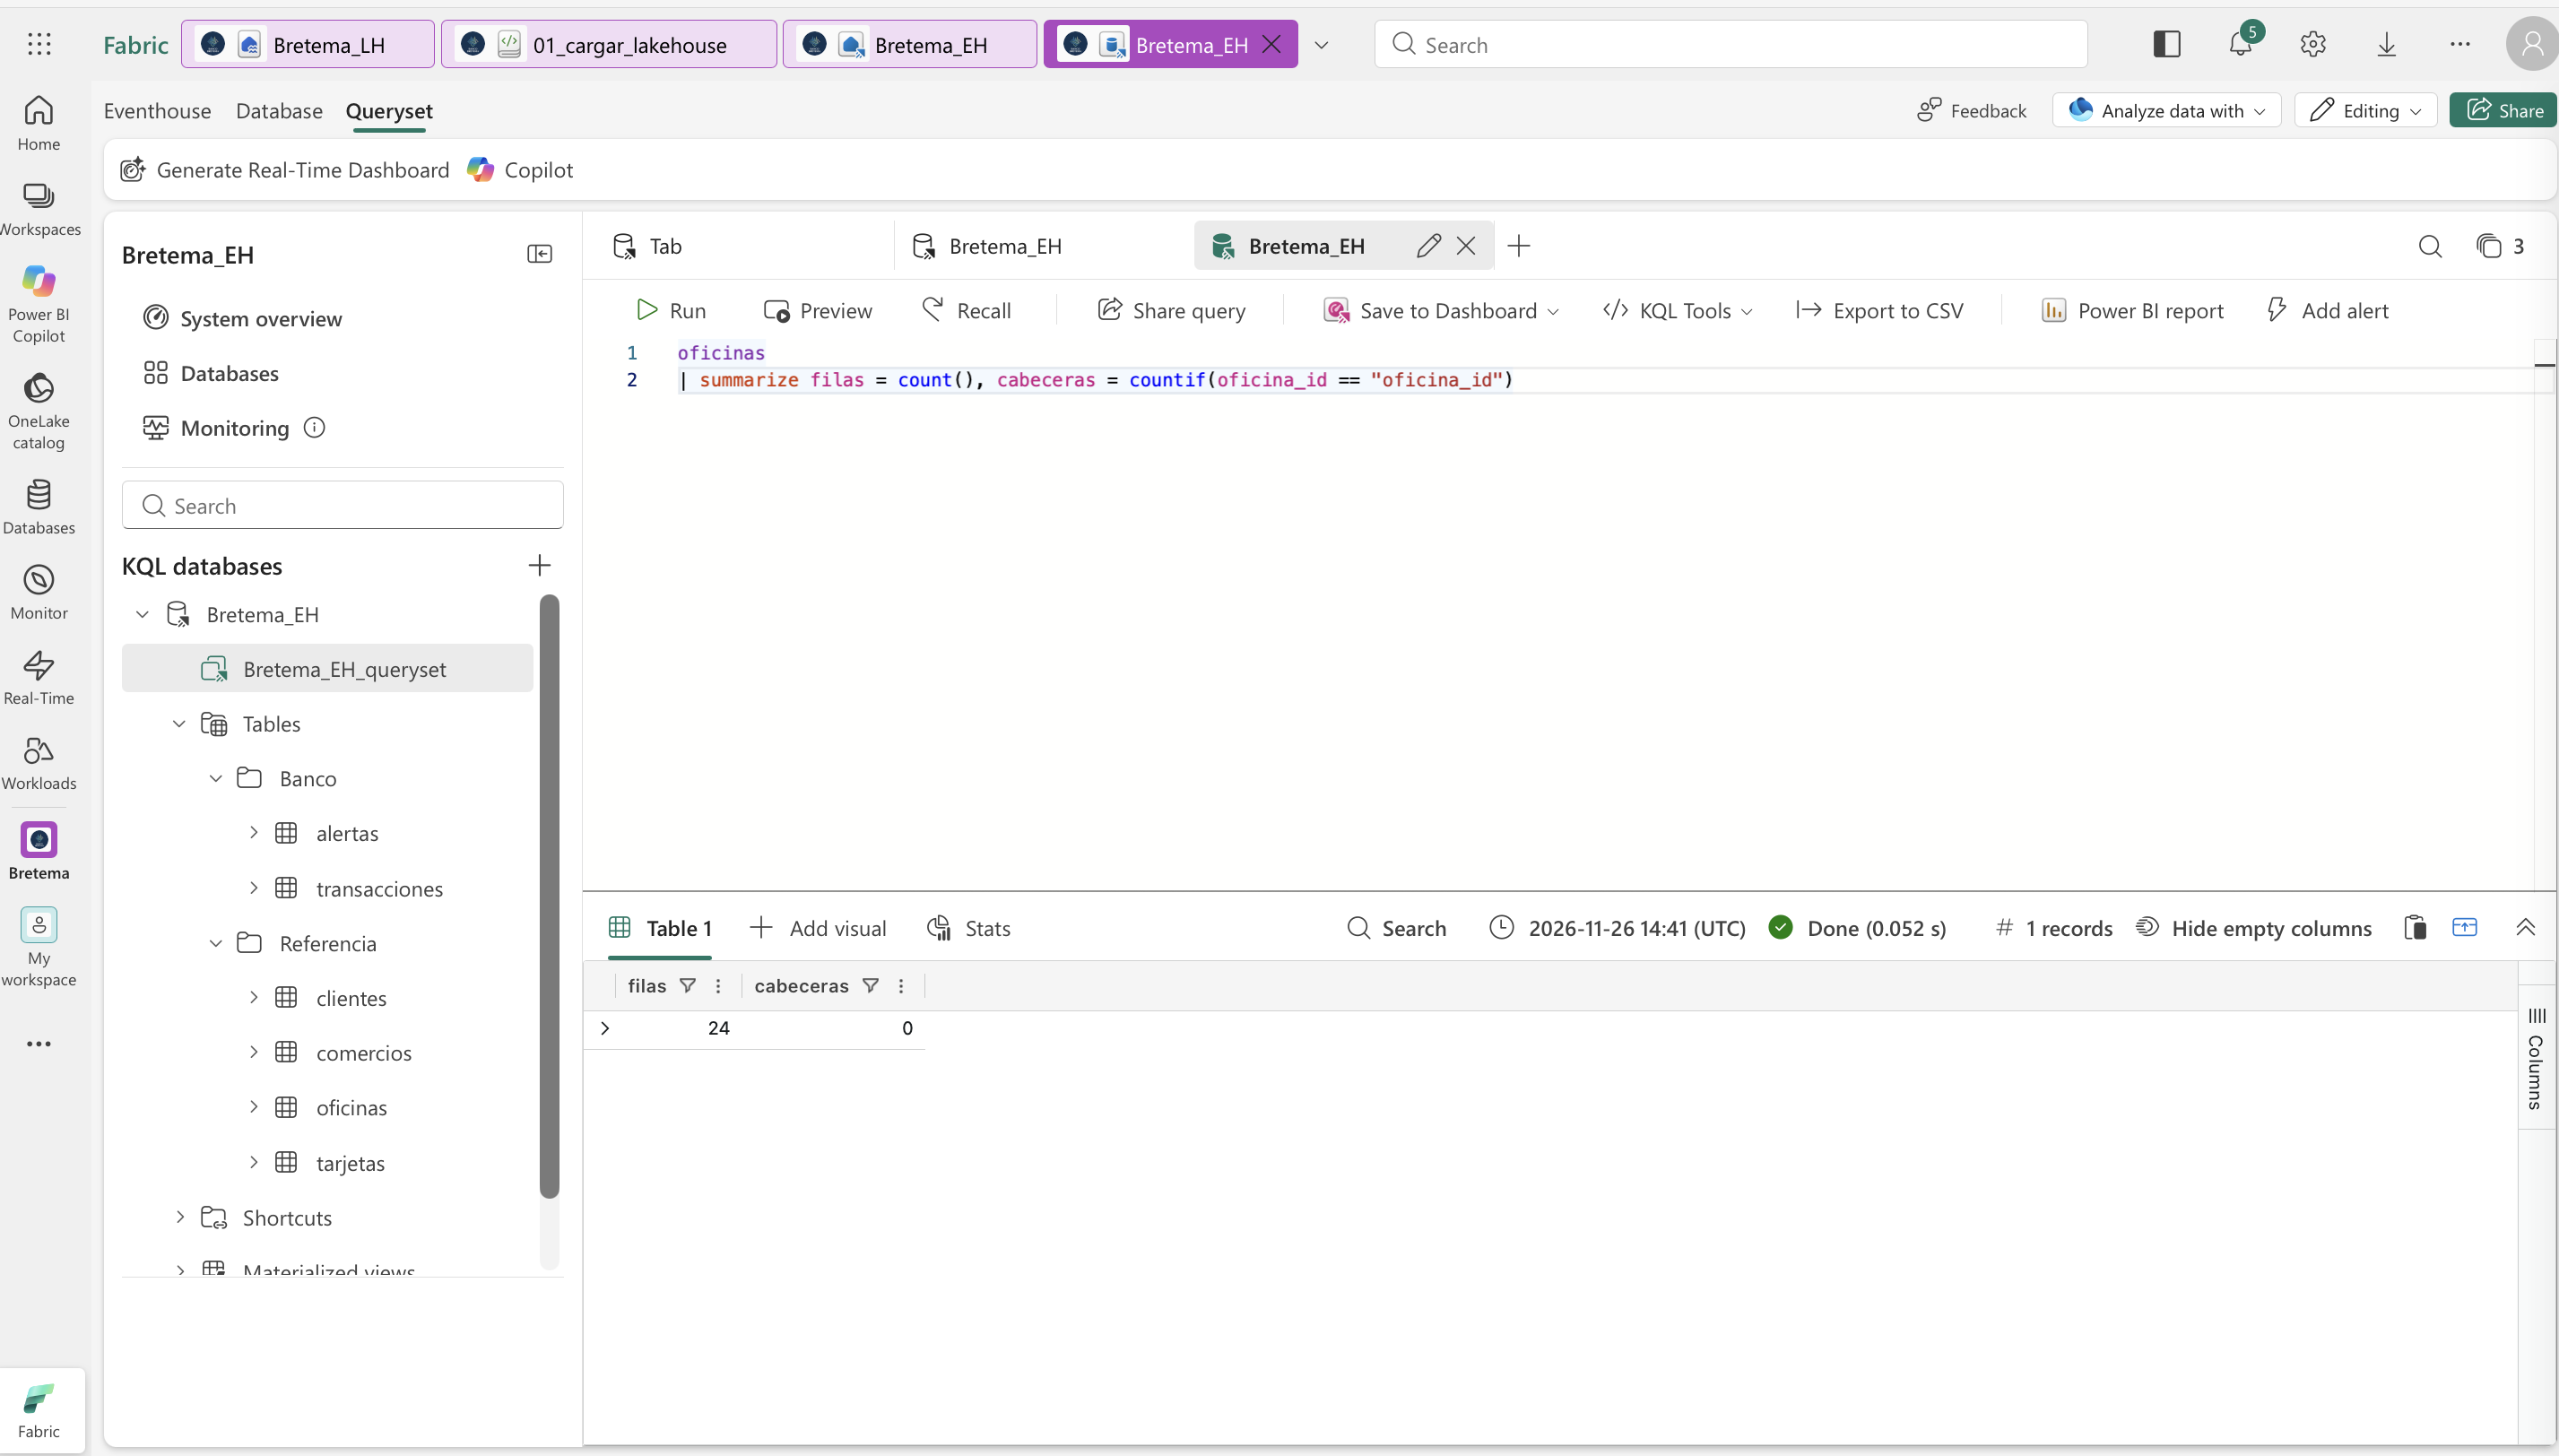 Fabric
Bretema_LH
01_cargar_lakehouse
Bretema_EH
Bretema_EH
Search
5
Eventhouse
Database
Queryset
Feedback
Analyze data with
Editing
Share
Generate Real-Time Dashboard
Copilot
Home
Workspaces
Power BI
Copilot
OneLake
catalog
Databases
Monitor
Real-Time
Workloads
Bretema
My
workspace
Fabric
Bretema_EH
System overview
Databases
Monitoring
Search
KQL databases
Bretema_EH
Bretema_EH_queryset
Tables
Banco
alertas
transacciones
Referencia
clientes
comercios
oficinas
tarjetas
Shortcuts
Materialized views
Tab
Bretema_EH
Bretema_EH
3
Run
Preview
Recall
Share query
Save to Dashboard
</> KQL Tools
Export to CSV
Power BI report
Add alert
1 oficinas
2 | summarize filas = count(), cabeceras = countif(oficina_id == "oficina_id")
Table 1
Add visual
Stats
Search
2026-11-26 14:41 (UTC)
Done (0.052 s)
# 1 records
Hide empty columns
filas
cabeceras
24 0
Columns